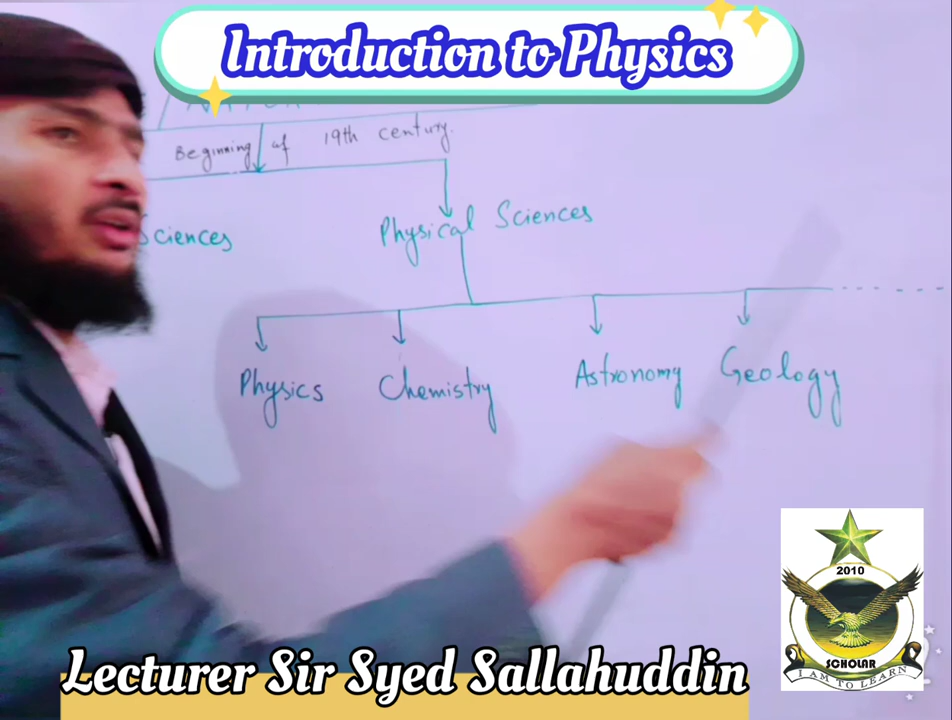 Introduction to Physics
Beginning of 19th century.
Sciences
Physical Sciences
Physics Chemistry Astronomy Geology
2010
SCHOLAR
I AM TO LEARN
Lecturer Sir Syed Sallahuddin